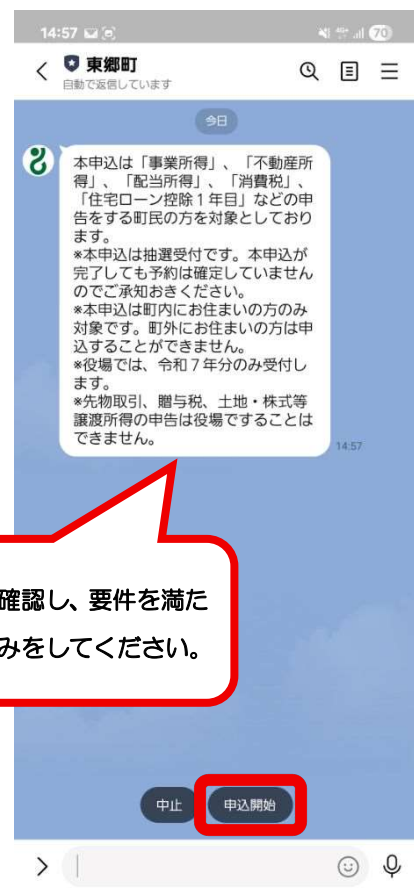 14:57
70
東郷町
自動で返信しています
今日
本申込は「事業所得」、「不動産所
得」、「配当所得」、「消費税」、
「住宅ローン控除１年目」などの申
告をする町民の方を対象としており
ます。
*本申込は抽選受付です。本申込が
完了しても予約は確定していません
のでご承知おきください。
*本申込は町内にお住まいの方のみ
対象です。町外にお住まいの方は申
込することができません。
*役場では、令和７年分のみ受付し
ます。
*先物取引、贈与税、土地・株式等
譲渡所得の申告は役場ですることは
できません。
14:57
確認し、要件を満た
みをしてください。
中止
申込開始